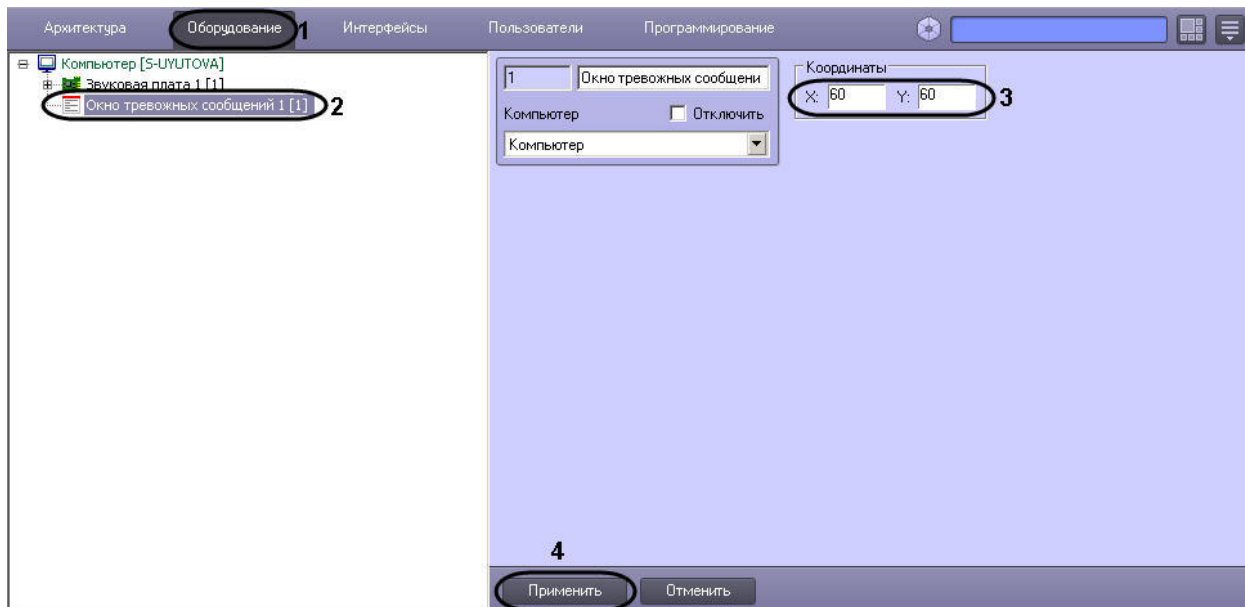 Архитектура Оборудование 1 Интерфейсы Пользователи Программирование
Компьютер [S-UYUTOVA]
Звуковая плата 1 [1]
Окно тревожных сообщений 1 [1] 2
1 Окно тревожных сообщени
Компьютер Отключить
Компьютер
Координаты
X: 60 Y: 60 3
4
Применить Отменить